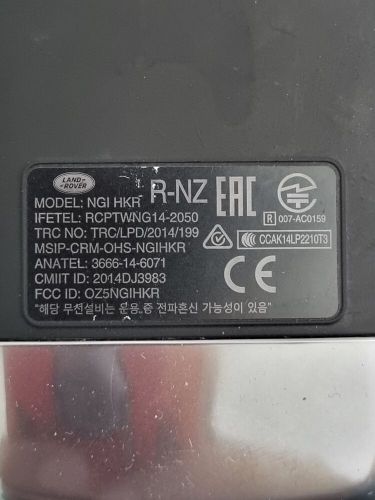 LAND-
ROVER
R-NZ
EAC
R 007-AC0159
MODEL: NGI HKR
IFETEL: RCPTWNG14-2050
TRC NO: TRC/LPD/2014/199
CCAK14LP2210T3
MSIP-CRM-OHS-NGIHKR
ANATEL: 3666-14-6071
CE
CMIIT ID: 2014DJ3983
FCC ID: OZ5NGIHKR
"해당 무선설비는 운용 중 전파혼신 가능성이 있음"